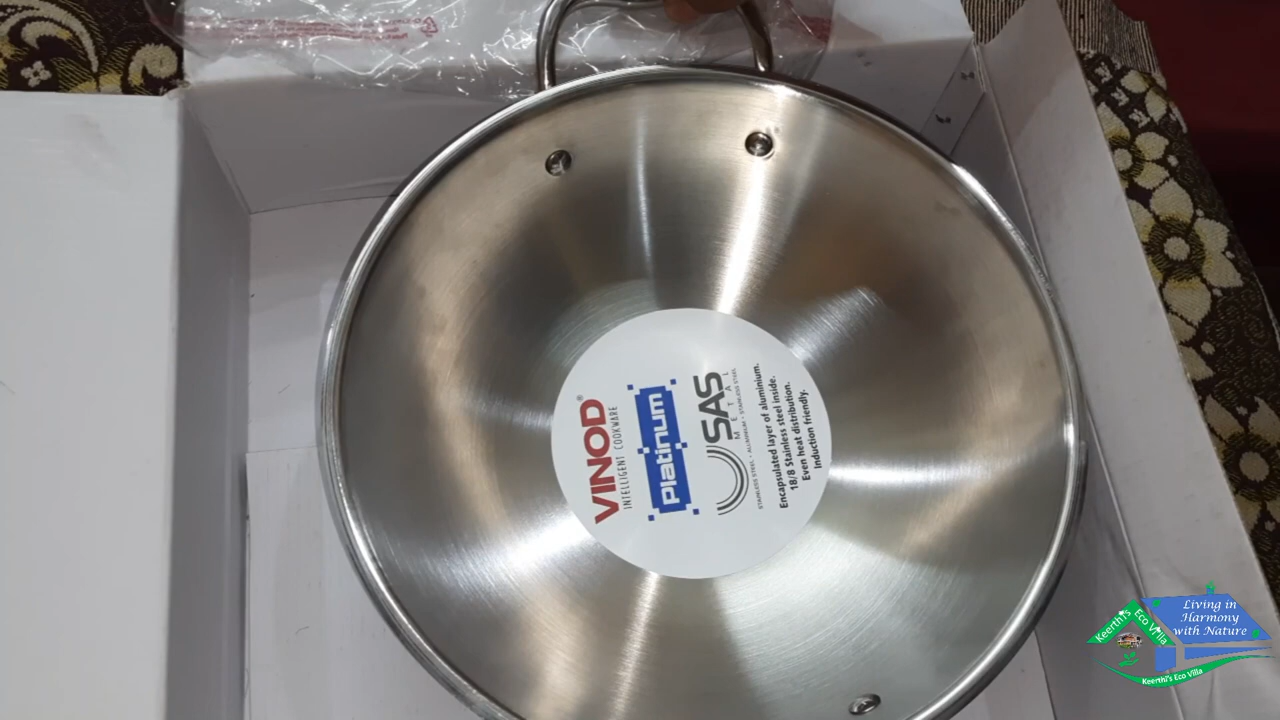 VINOD®
INTELLIGENT COOKWARE
Platinum
SAS
METAL
STAINLESS STEEL • ALUMINIUM • STAINLESS STEEL
Encapsulated layer of aluminium.
18/8 Stainless steel inside.
Even heat distribution.
Induction friendly.
Living in
Harmony
with Nature
Keerthi's Eco Villa
Keerthi's Eco Villa